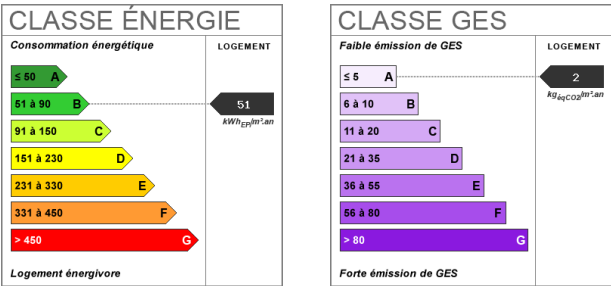 CLASSE ÉNERGIE
Consommation énergétique
LOGEMENT
≤ 50 A
51 à 90 B
51
kWhEP/m².an
91 à 150 C
151 à 230 D
231 à 330 E
331 à 450 F
> 450 G
Logement énergivore
CLASSE GES
Faible émission de GES
LOGEMENT
≤ 5 A
2
kgéqCO2/m².an
6 à 10 B
11 à 20 C
21 à 35 D
36 à 55 E
56 à 80 F
> 80 G
Forte émission de GES